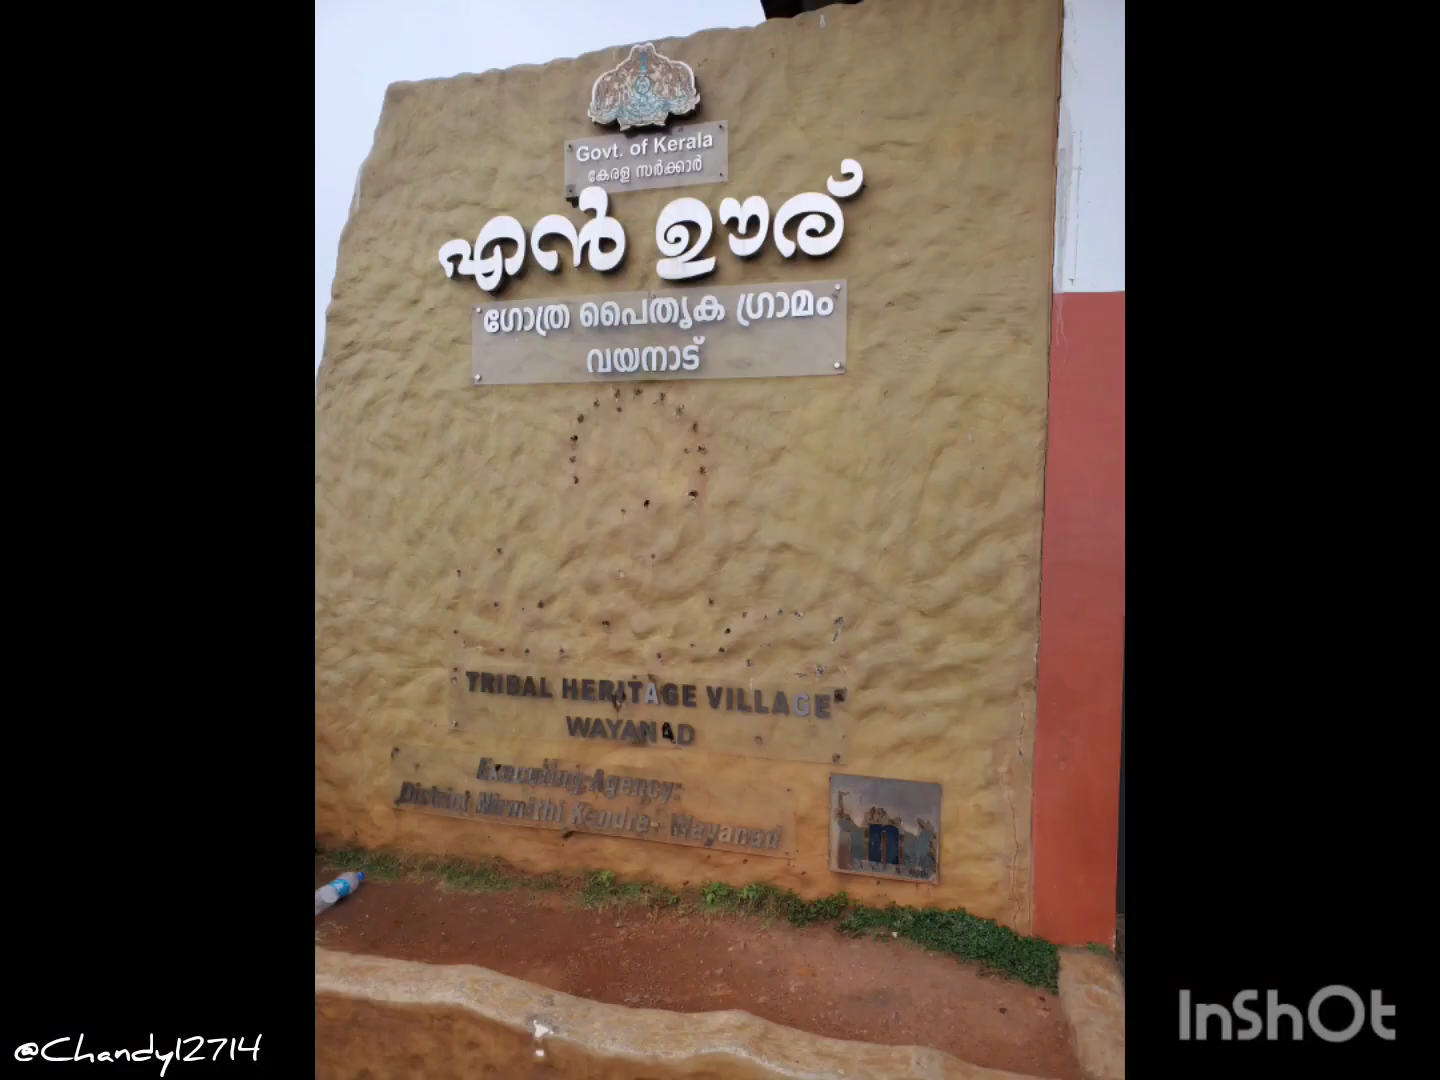 Govt. of Kerala
കേരള സർക്കാർ
എൻ ഊര്
ഗോത്ര പൈതൃക ഗ്രാമം
വയനാട്
TRIBAL HERITAGE VILLAGE
WAYANAD
Executing Agency:
District Nirmithi Kendra- Wayanad
n
@Chandy12714
InShOt